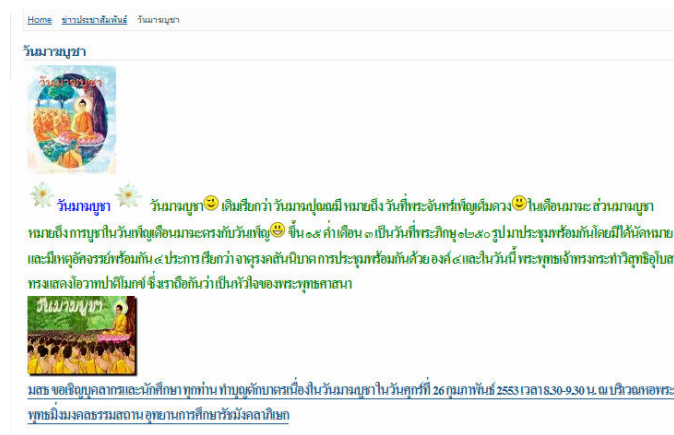 Home ข่าวประชาสัมพันธ์ วันมาฆบูชา
วันมาฆบูชา
วันมาฆบูชา
วันมาฆบูชา วันมาฆบูชา เดิมเรียกว่า วันมาฆปุณณมี หมายถึง วันที่พระจันทร์เพ็ญเต็มดวง ในเดือนมาฆะ ส่วนมาฆบูชา
หมายถึง การบูชาในวันเพ็ญเดือนมาฆะตรงกับวันเพ็ญ ขึ้น ๑๕ ค่ำเดือน ๓ เป็นวันที่พระภิกษุ ๑๒๕๐ รูป มาประชุมพร้อมกันโดยมิได้นัดหมาย
และมีเหตุอัศจรรย์พร้อมกัน ๔ ประการ เรียกว่า จาตุรงคสันนิบาต การประชุมพร้อมกันด้วย องค์ ๔ และในวันนี้ พระพุทธเจ้าทรงกระทำวิสุทธิอุโบส
ทรงแสดงโอวาทปาติโมกข์ ซึ่งเราถือกันว่าเป็นหัวใจของพระพุทธศาสนา
วันมาฆบูชา
มสธ ขอเชิญบุคลากรและนักศึกษา ทุกท่าน ทำบุญตักบาตรเนื่องในวันมาฆบูชา ในวันศุกร์ที่ 26 กุมภาพันธ์ 2553 เวลา 8.30-9.30 น. ณ บริเวณหอพระ
พุทธมิ่งมงคลธรรมสถาน อุทยานการศึกษารัชมังคลาภิเษก